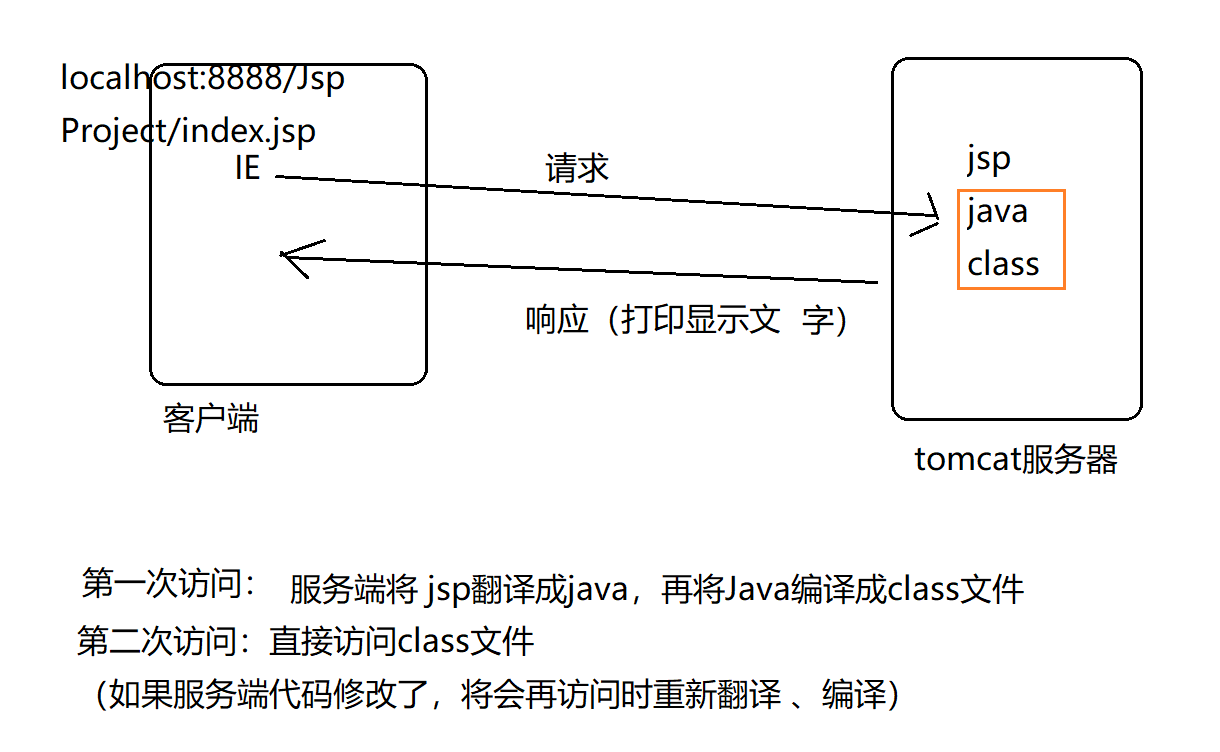 localhost:8888/Jsp
Project/index.jsp
IE
请求
jsp
java
class
响应（打印显示文 字）
客户端
tomcat服务器
第一次访问： 服务端将 jsp翻译成java，再将Java编译成class文件
第二次访问：直接访问class文件
（如果服务端代码修改了，将会再访问时重新翻译 、编译）